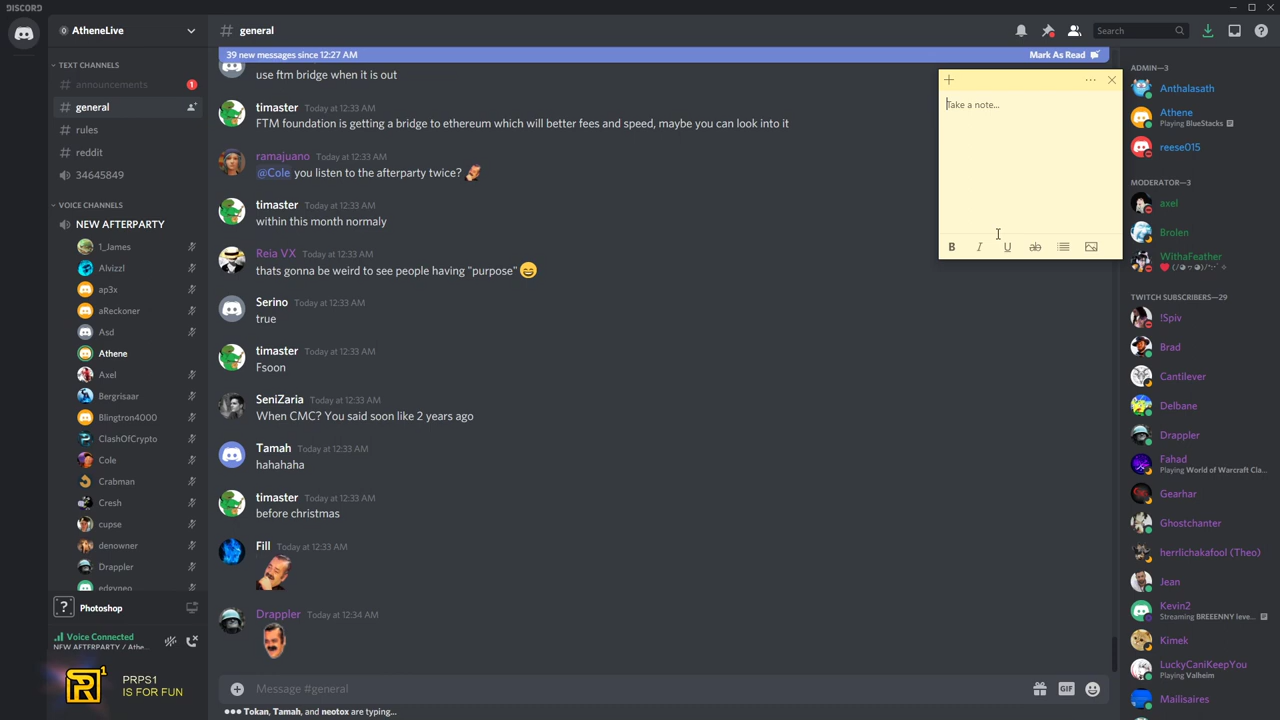 DISCORD
AtheneLive
TEXT CHANNELS
announcements
1
general
rules
reddit
34645849
VOICE CHANNELS
NEW AFTERPARTY
1_James
Alvizzl
ap3x
aReckoner
Asd
Athene
Axel
Bergrisaar
Blingtron4000
ClashOfCrypto
Cole
Crabman
Cresh
cupse
denowner
Drappler
edgyneo
? Photoshop
Voice Connected
NEW AFTERPARTY / Athe...
R 1
PRPS1
IS FOR FUN
# general
Search
39 new messages since 12:27 AM
Mark As Read
use ftm bridge when it is out
timaster Today at 12:33 AM
FTM foundation is getting a bridge to ethereum which will better fees and speed, maybe you can look into it
ramajuano Today at 12:33 AM
@Cole you listen to the afterparty twice?
timaster Today at 12:33 AM
within this month normaly
Reia VX Today at 12:33 AM
thats gonna be weird to see people having "purpose"
Serino Today at 12:33 AM
true
timaster Today at 12:33 AM
Fsoon
SeniZaria Today at 12:33 AM
When CMC? You said soon like 2 years ago
Tamah Today at 12:33 AM
hahahaha
timaster Today at 12:33 AM
before christmas
Fill Today at 12:33 AM
Drappler Today at 12:34 AM
Message #general
GIF
Tokan, Tamah, and neotox are typing...
Take a note...
B I U ab
ADMIN—3
Anthalasath
Athene
Playing BlueStacks
reese015
MODERATOR—3
axel
Brolen
WithaFeather
TWITCH SUBSCRIBERS—29
!Spiv
Brad
Cantilever
Delbane
Drappler
Fahad
Playing World of Warcraft Cla...
Gearhar
Ghostchanter
herrlichakafool (Theo)
Jean
Kevin2
Streaming BREEENNY leve...
Kimek
LuckyCaniKeepYou
Playing Valheim
Mailisaires